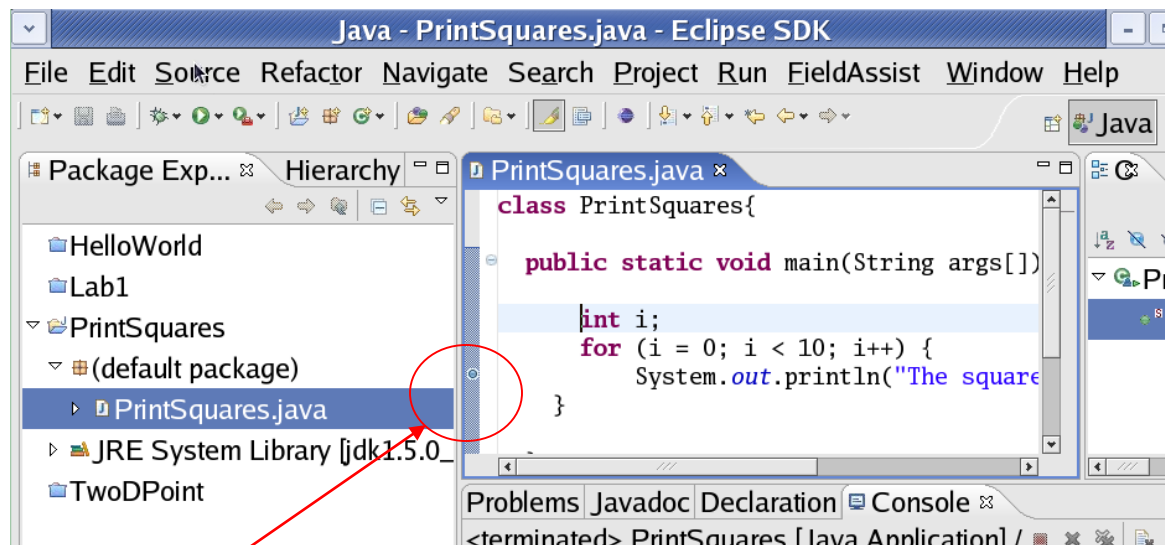 Java - PrintSquares.java - Eclipse SDK
File Edit Source Refactor Navigate Search Project Run FieldAssist Window Help
Java
Package Exp... Hierarchy
HelloWorld
Lab1
PrintSquares
(default package)
PrintSquares.java
JRE System Library [jdk1.5.0_
TwoDPoint
PrintSquares.java
class PrintSquares{
public static void main(String args[])
int i;
for (i = 0; i < 10; i++) {
System.out.println("The square
}
Problems Javadoc Declaration Console
<terminated> PrintSquares [Java Application] /